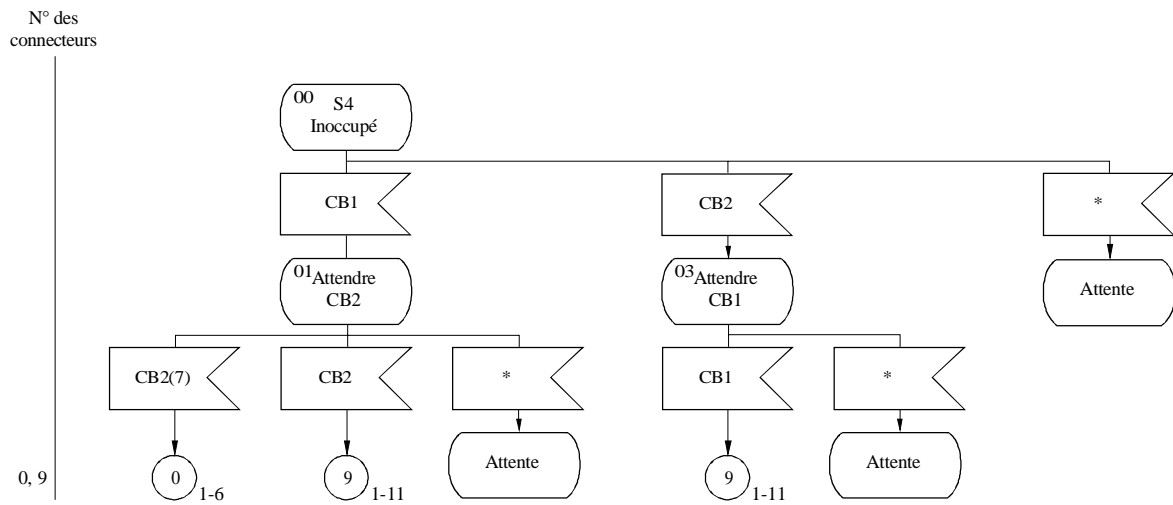 N° des
connecteurs
00
S4
Inoccupé
CB1
CB2
*
01
Attendre
CB2
03
Attendre
CB1
Attente
CB2(7)
CB2
*
CB1
*
Attente
Attente
0, 9
0
1-6
9
1-11
9
1-11